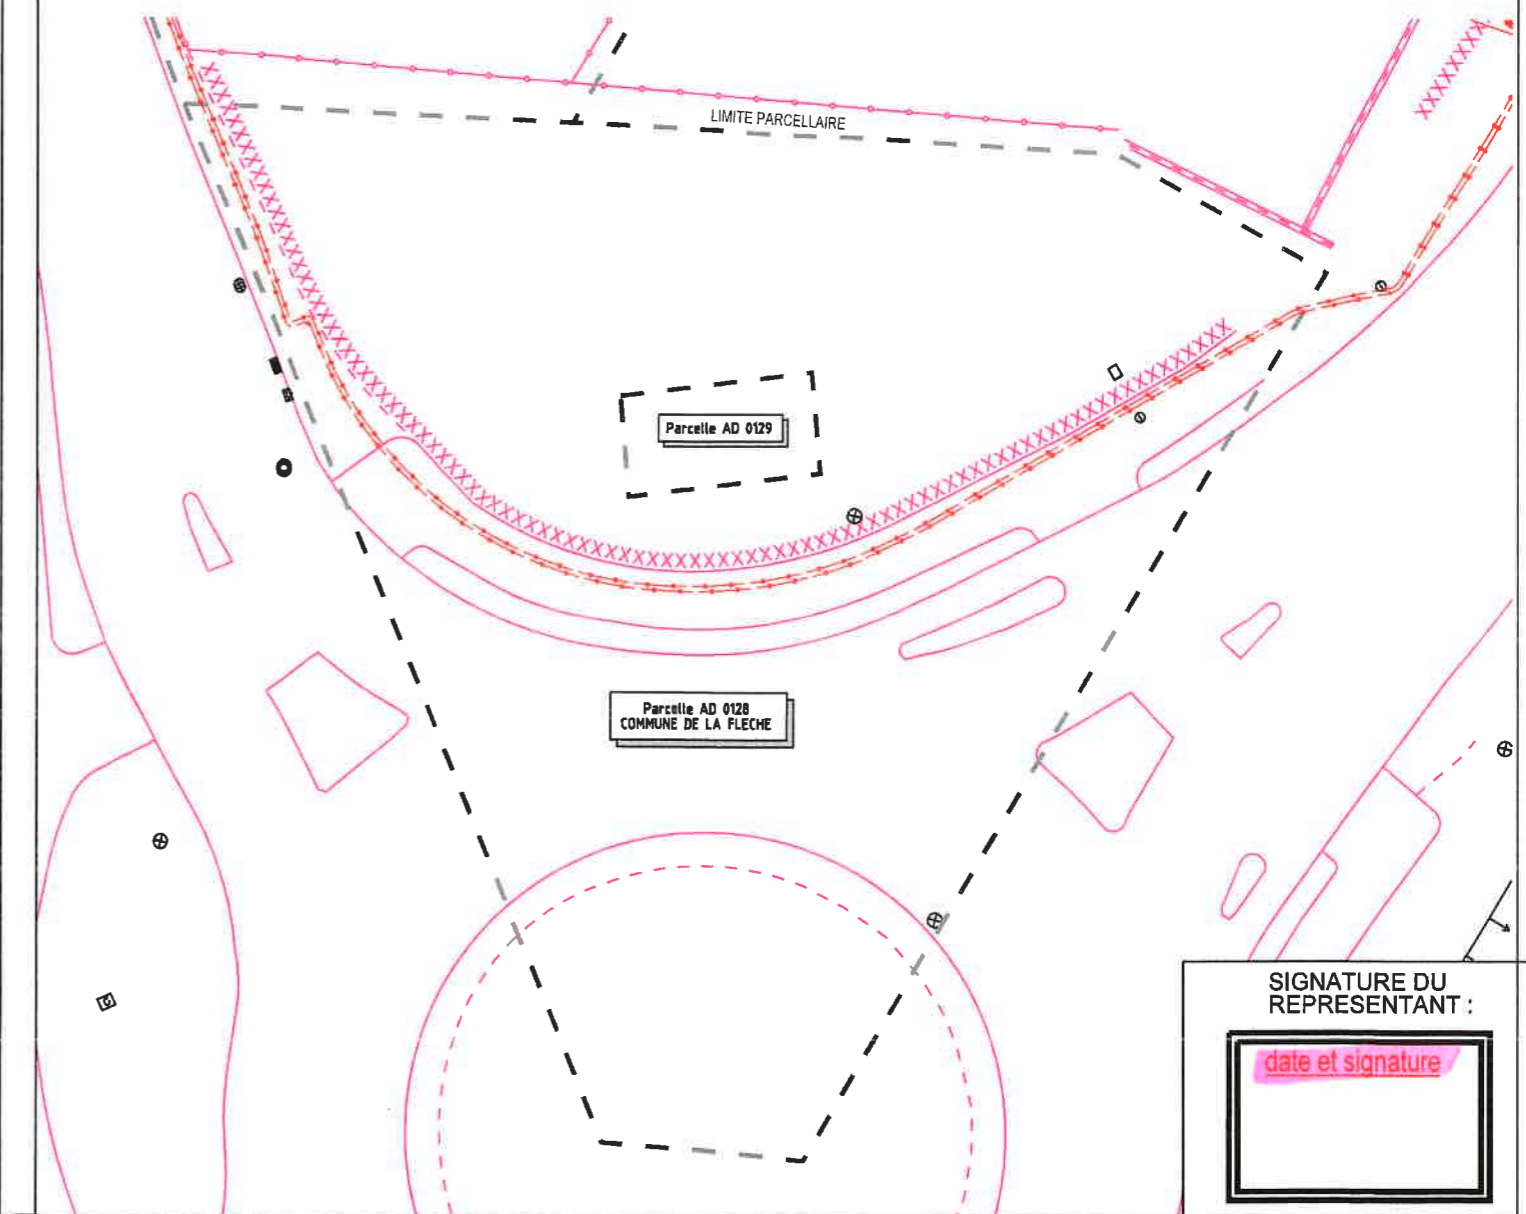 LIMITE PARCELLAIRE
Parcelle AD 0129
Parcelle AD 0128
COMMUNE DE LA FLECHE
SIGNATURE DU
REPRESENTANT :
date et signature